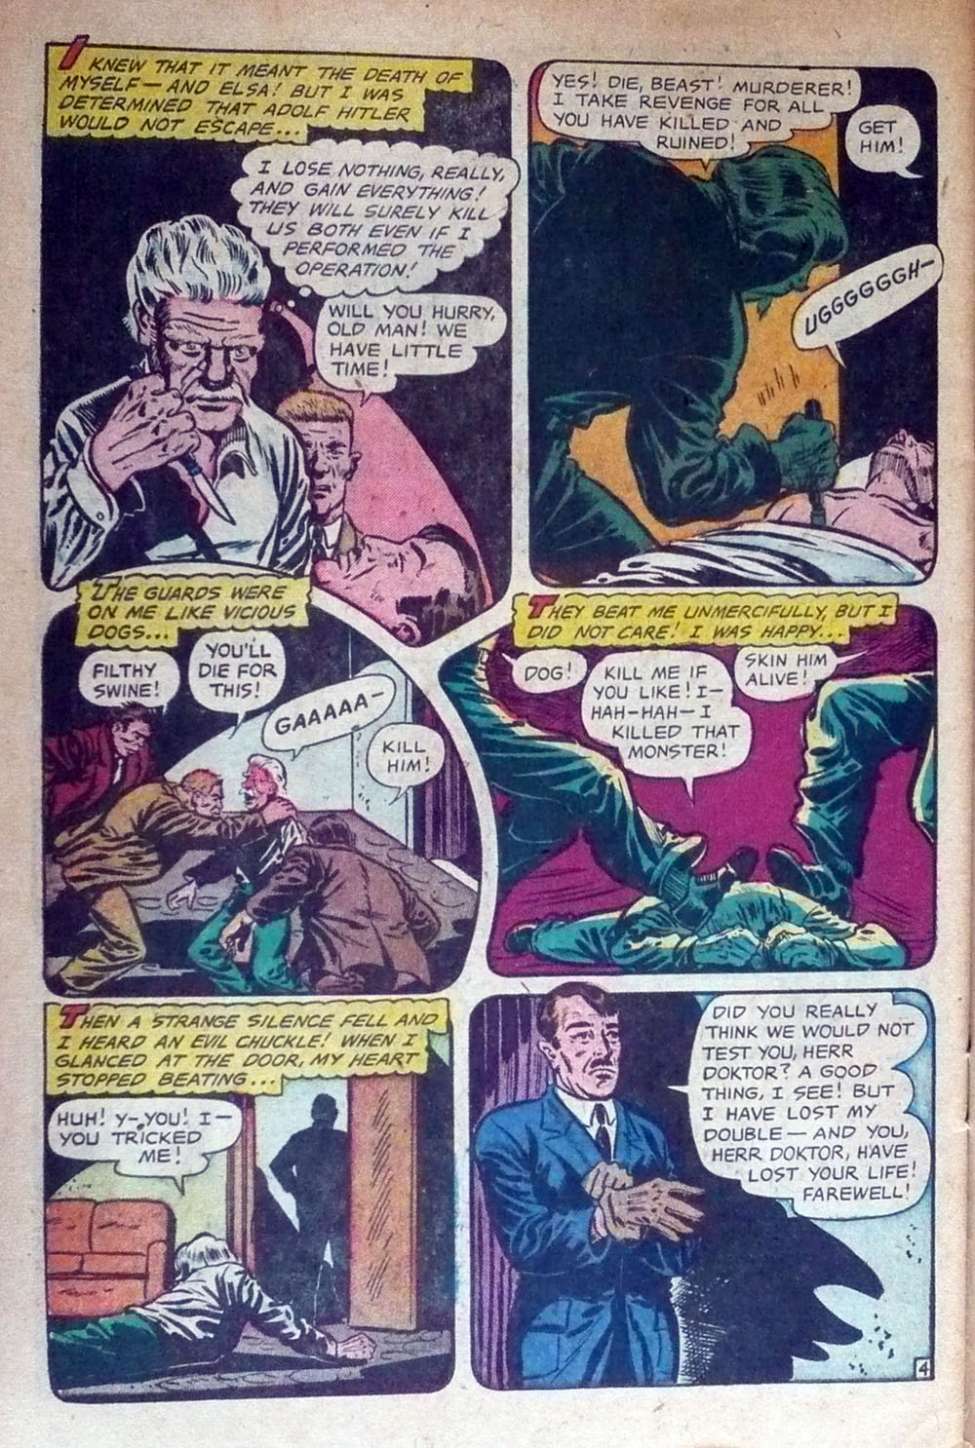 I KNEW THAT IT MEANT THE DEATH OF
MYSELF—AND ELSA! BUT I WAS
DETERMINED THAT ADOLF HITLER
WOULD NOT ESCAPE...
I LOSE NOTHING, REALLY,
AND GAIN EVERYTHING!
THEY WILL SURELY KILL
US BOTH EVEN IF I
PERFORMED THE
OPERATION!
WILL YOU HURRY,
OLD MAN! WE
HAVE LITTLE
TIME!
YES! DIE, BEAST! MURDERER!
I TAKE REVENGE FOR ALL
YOU HAVE KILLED AND
RUINED!
GET
HIM!
UGGGGGGH—
THE GUARDS WERE
ON ME LIKE VICIOUS
DOGS...
FILTHY
SWINE!
YOU'LL
DIE FOR
THIS!
GAAAAA—
KILL
HIM!
THEY BEAT ME UNMERCIFULLY, BUT I
DID NOT CARE! I WAS HAPPY...
DOG!
KILL ME IF
YOU LIKE! I—
HAH-HAH—I
KILLED THAT
MONSTER!
SKIN HIM
ALIVE!
THEN A STRANGE SILENCE FELL AND
I HEARD AN EVIL CHUCKLE! WHEN I
GLANCED AT THE DOOR, MY HEART
STOPPED BEATING...
HUH! Y-YOU! I—
YOU TRICKED
ME!
DID YOU REALLY
THINK WE WOULD NOT
TEST YOU, HERR
DOKTOR? A GOOD
THING, I SEE! BUT
I HAVE LOST MY
DOUBLE—AND YOU,
HERR DOKTOR, HAVE
LOST YOUR LIFE!
FAREWELL!
4